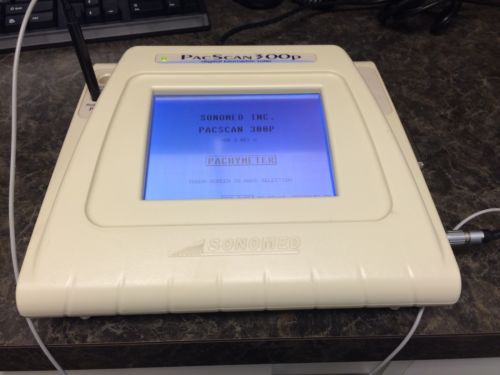 PACSCAN 300P
SONOMED INC.
PACSCAN 300P
PACHYMETER
TOUCH SCREEN TO MAKE SELECTION
SONOMED